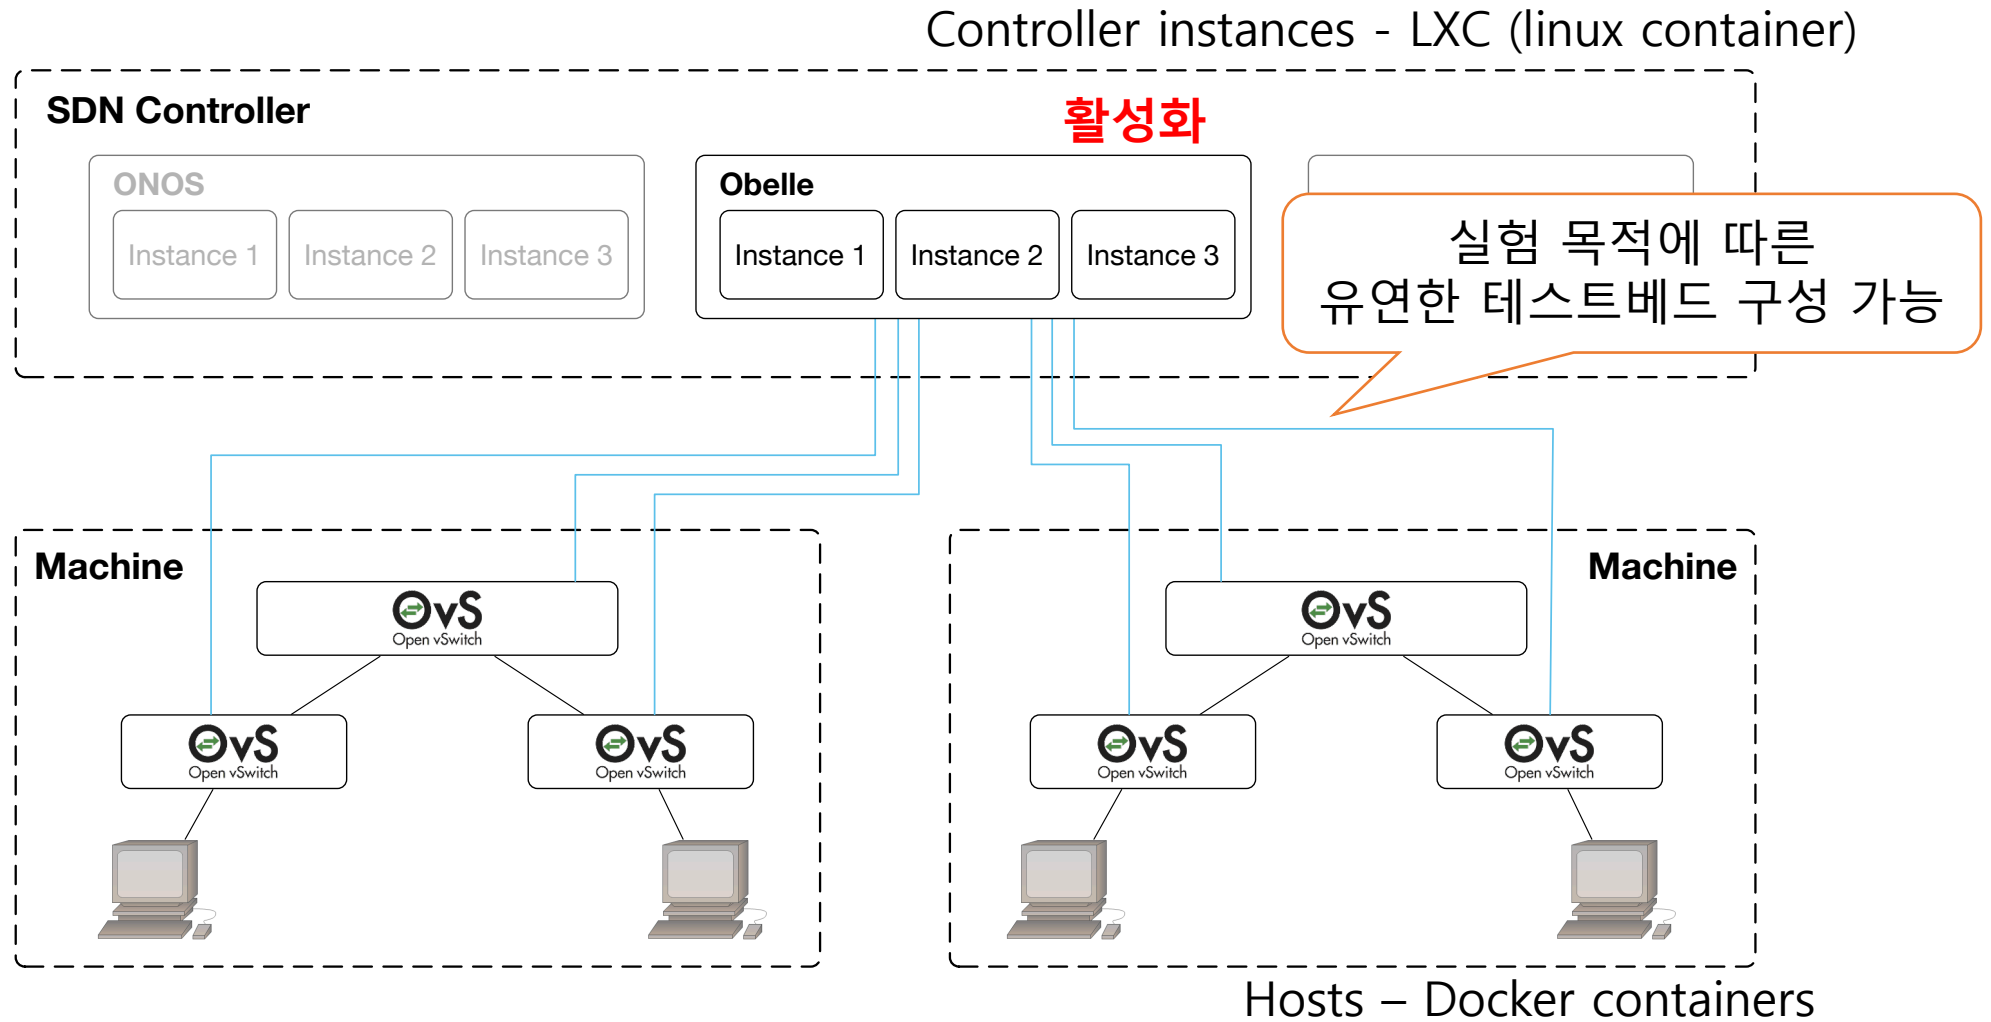 Controller instances - LXC (linux container)
SDN Controller
활성화
ONOS
Instance 1
Instance 2
Instance 3
Obelle
Instance 1
Instance 2
Instance 3
실험 목적에 따른
유연한 테스트베드 구성 가능
Machine
OvS
Open vSwitch
OvS
Open vSwitch
OvS
Open vSwitch
Machine
OvS
Open vSwitch
OvS
Open vSwitch
OvS
Open vSwitch
Hosts – Docker containers